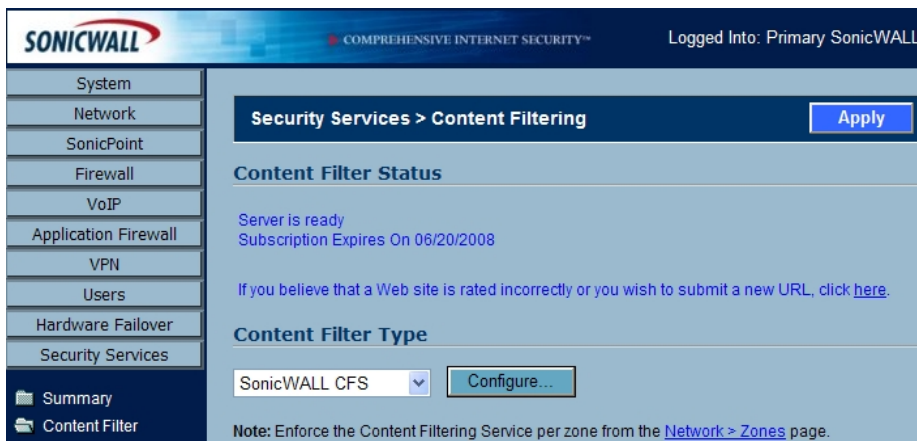 SONICWALL
COMPREHENSIVE INTERNET SECURITY™
Logged Into: Primary SonicWALL
System
Network
SonicPoint
Firewall
VoIP
Application Firewall
VPN
Users
Hardware Failover
Security Services
Summary
Content Filter
Security Services > Content Filtering
Apply
Content Filter Status
Server is ready
Subscription Expires On 06/20/2008
If you believe that a Web site is rated incorrectly or you wish to submit a new URL, click here.
Content Filter Type
SonicWALL CFS
Configure...
Note: Enforce the Content Filtering Service per zone from the Network > Zones page.